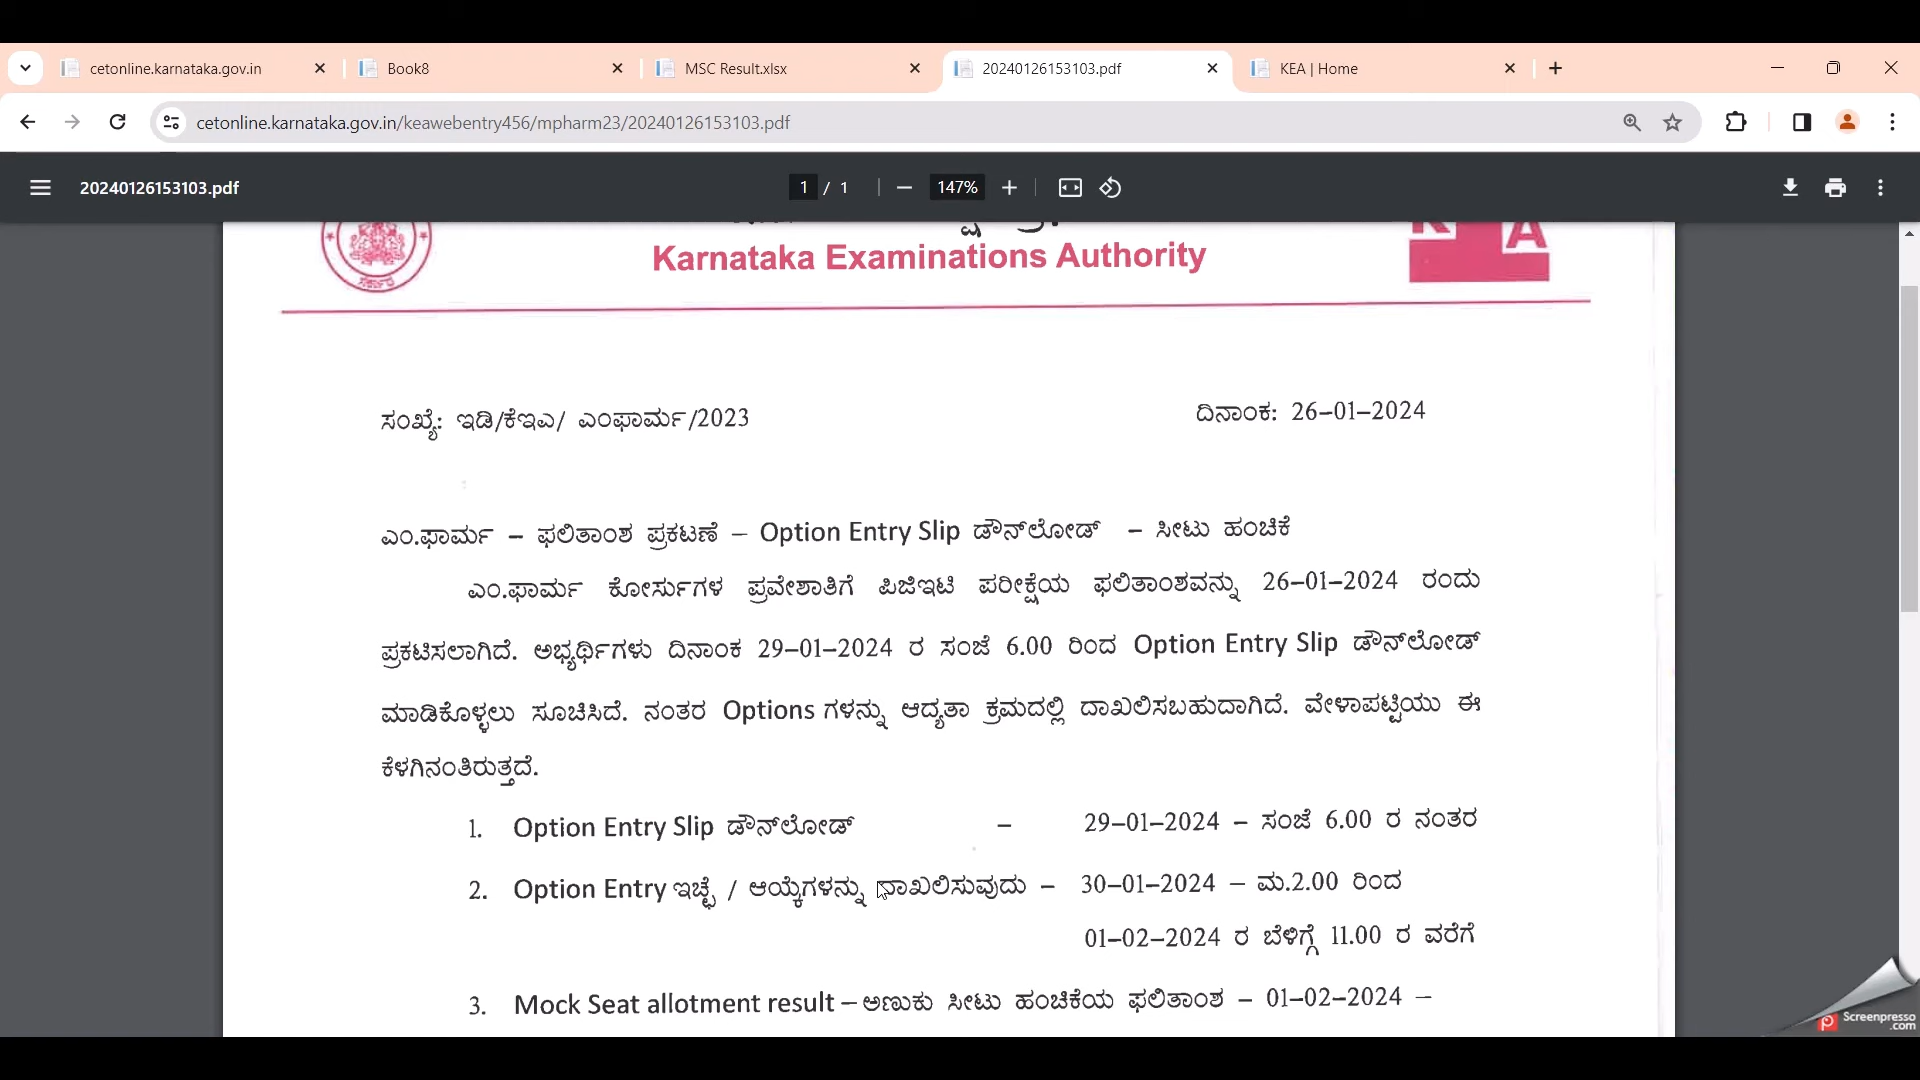 cetonline.karnataka.gov.in
Book8
MSC Result.xlsx
20240126153103.pdf
KEA | Home
cetonline.karnataka.gov.in/keawebentry456/mpharm23/20240126153103.pdf
20240126153103.pdf
1 / 1
147%
Karnataka Examinations Authority
ಸಂಖ್ಯೆ: ಇಡಿ/ಕೆಇಎ/ ಎಂಫಾರ್ಮ/2023
ದಿನಾಂಕ: 26-01-2024
ಎಂ.ಫಾರ್ಮ – ಫಲಿತಾಂಶ ಪ್ರಕಟಣೆ – Option Entry Slip ಡೌನ್‌ಲೋಡ್ – ಸೀಟು ಹಂಚಿಕೆ
ಎಂ.ಫಾರ್ಮ ಕೋರ್ಸುಗಳ ಪ್ರವೇಶಾತಿಗೆ ಪಿಜಿಇಟಿ ಪರೀಕ್ಷೆಯ ಫಲಿತಾಂಶವನ್ನು 26-01-2024 ರಂದು
ಪ್ರಕಟಿಸಲಾಗಿದೆ. ಅಭ್ಯರ್ಥಿಗಳು ದಿನಾಂಕ 29-01-2024 ರ ಸಂಜೆ 6.00 ರಿಂದ Option Entry Slip ಡೌನ್‌ಲೋಡ್
ಮಾಡಿಕೊಳ್ಳಲು ಸೂಚಿಸಿದೆ. ನಂತರ Options ಗಳನ್ನು ಆದ್ಯತಾ ಕ್ರಮದಲ್ಲಿ ದಾಖಲಿಸಬಹುದಾಗಿದೆ. ವೇಳಾಪಟ್ಟಿಯು ಈ
ಕೆಳಗಿನಂತಿರುತ್ತದೆ.
1. Option Entry Slip ಡೌನ್‌ಲೋಡ್ – 29-01-2024 – ಸಂಜೆ 6.00 ರ ನಂತರ
2. Option Entry ಇಚ್ಛೆ / ಆಯ್ಕೆಗಳನ್ನು ದಾಖಲಿಸುವುದು – 30-01-2024 – ಮ.2.00 ರಿಂದ
01-02-2024 ರ ಬೆಳಿಗ್ಗೆ 11.00 ರ ವರೆಗೆ
3. Mock Seat allotment result – ಅಣುಕು ಸೀಟು ಹಂಚಿಕೆಯ ಫಲಿತಾಂಶ – 01-02-2024 –
Screenpresso
.com